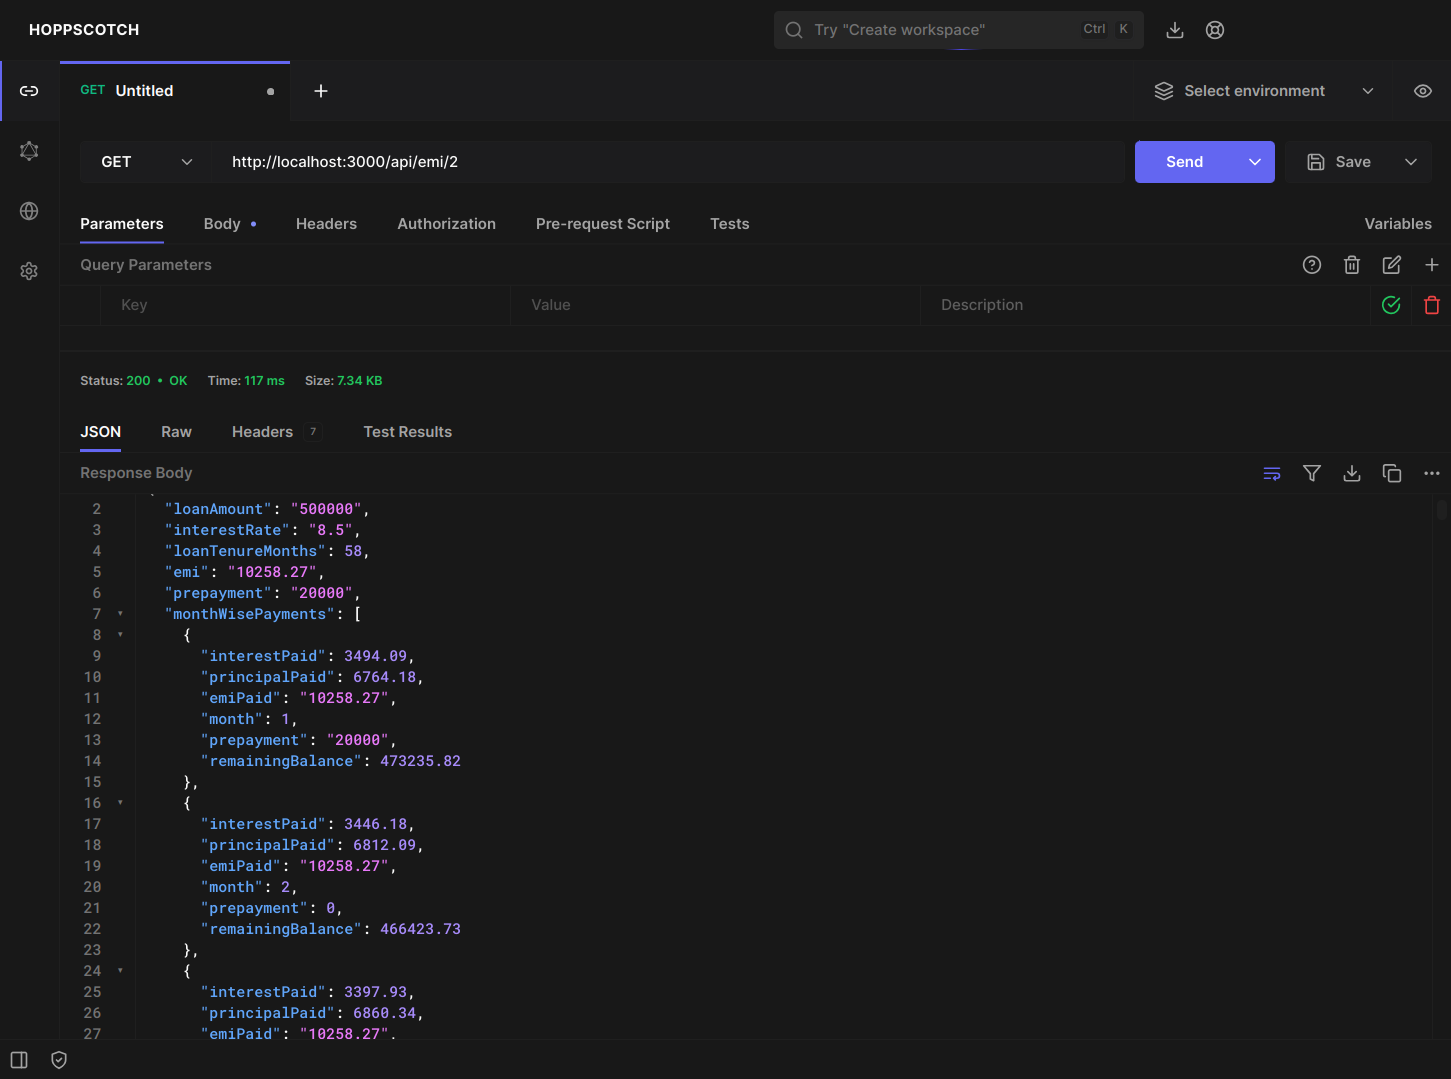 HOPPSCOTCH
Try "Create workspace"
Ctrl K
GET Untitled
Select environment
GET
http://localhost:3000/api/emi/2
Send
Save
Parameters Body Headers Authorization Pre-request Script Tests Variables
Query Parameters
Key Value Description
Status: 200 • OK Time: 117 ms Size: 7.34 KB
JSON Raw Headers 7 Test Results
Response Body
2 "loanAmount": "500000",
3 "interestRate": "8.5",
4 "loanTenureMonths": 58,
5 "emi": "10258.27",
6 "prepayment": "20000",
7 "monthWisePayments": [
8 {
9 "interestPaid": 3494.09,
10 "principalPaid": 6764.18,
11 "emiPaid": "10258.27",
12 "month": 1,
13 "prepayment": "20000",
14 "remainingBalance": 473235.82
15 },
16 {
17 "interestPaid": 3446.18,
18 "principalPaid": 6812.09,
19 "emiPaid": "10258.27",
20 "month": 2,
21 "prepayment": 0,
22 "remainingBalance": 466423.73
23 },
24 {
25 "interestPaid": 3397.93,
26 "principalPaid": 6860.34,
27 "emiPaid": "10258.27",